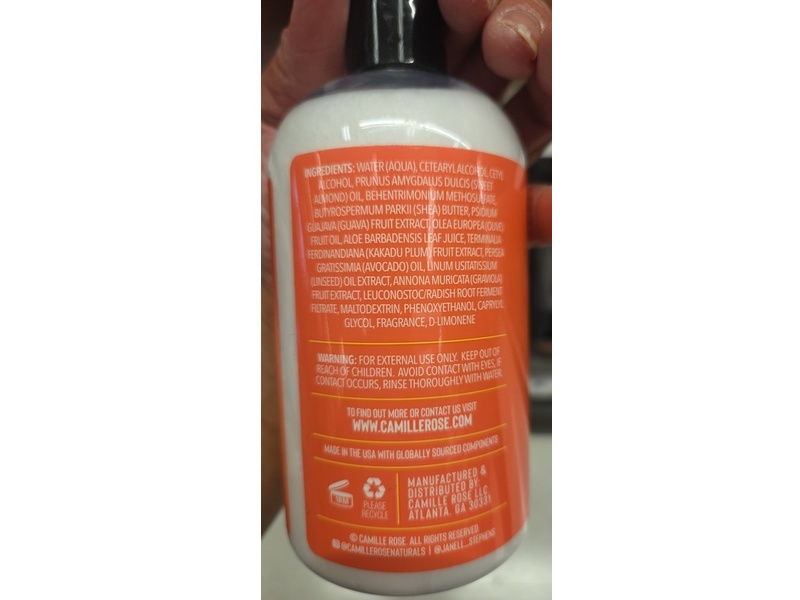 INGREDIENTS: WATER (AQUA), CETEARYL ALCOHOL, CETYL
ALCOHOL, PRUNUS AMYGDALUS DULCIS (SWEET
ALMOND) OIL, BEHENTRIMONIUM METHOSULFATE,
BUTYROSPERMUM PARKII (SHEA) BUTTER, PSIDIUM
GUAJAVA (GUAVA) FRUIT EXTRACT, OLEA EUROPEA (OLIVE)
FRUIT OIL, ALOE BARBADENSIS LEAF JUICE, TERMINALIA
FERDINANDIANA (KAKADU PLUM) FRUIT EXTRACT, PERSEA
GRATISSIMIA (AVOCADO) OIL, LINUM USITATISSIUM
(LINSEED) OIL EXTRACT, ANNONA MURICATA (GRAVIOLA)
FRUIT EXTRACT, LEUCONOSTOC/RADISH ROOT FERMENT
FILTRATE, MALTODEXTRIN, PHENOXYETHANOL, CAPRYLYL
GLYCOL, FRAGRANCE, D-LIMONENE
WARNING: FOR EXTERNAL USE ONLY. KEEP OUT OF
REACH OF CHILDREN. AVOID CONTACT WITH EYES, IF
CONTACT OCCURS, RINSE THOROUGHLY WITH WATER.
TO FIND OUT MORE OR CONTACT US VISIT
WWW.CAMILLEROSE.COM
MADE IN THE USA WITH GLOBALLY SOURCED COMPONENTS
PLEASE
RECYCLE
MANUFACTURED &
DISTRIBUTED BY:
CAMILLE ROSE LLC
ATLANTA, GA 30331
© CAMILLE ROSE. ALL RIGHTS RESERVED.
@CAMILLEROSENATURALS | @JANELL_STEPHENS